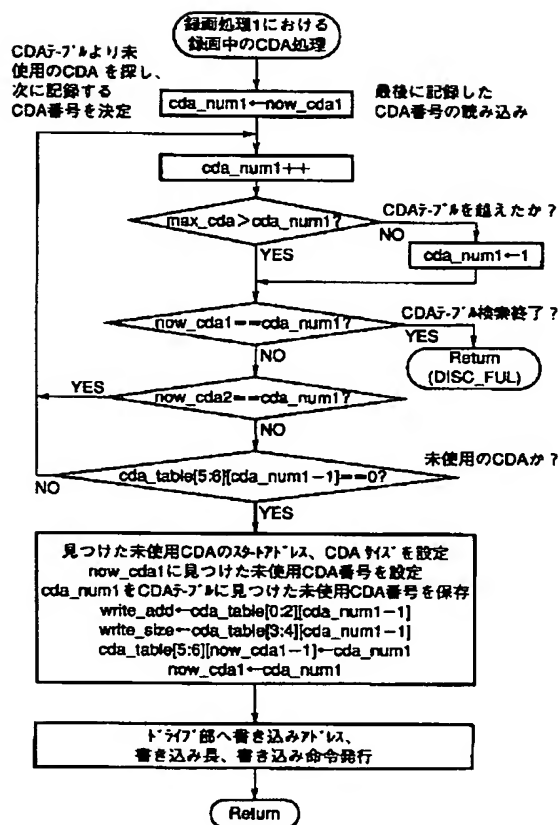 録画処理1における
録画中のCDA処理
CDAテーブルより未
使用のCDAを探し、
次に記録する
CDA番号を決定
cda_num1←now_cda1
最後に記録した
CDA番号の読み込み
cda_num1++
max_cda>cda_num1?
CDAテーブルを越えたか？
NO
YES
cda_num1←1
now_cda1==cda_num1?
CDAテーブル検索終了？
YES
NO
Return
(DISC_FUL)
YES
now_cda2==cda_num1?
NO
未使用のCDAか？
cda_table[5:6][cda_num1−1]==0?
NO
YES
見つけた未使用CDAのスタートアドレス、CDAサイズを設定
now_cda1に見つけた未使用CDA番号を設定
cda_num1をCDAテーブルに見つけた未使用CDA番号を保存
write_add←cda_table[0:2][cda_num1−1]
write_size←cda_table[3:4][cda_num1−1]
cda_table[5:6][now_cda1−1]←cda_num1
now_cda1←cda_num1
ドライブ部へ書き込みアドレス、
書き込み長、書き込み命令発行
Return